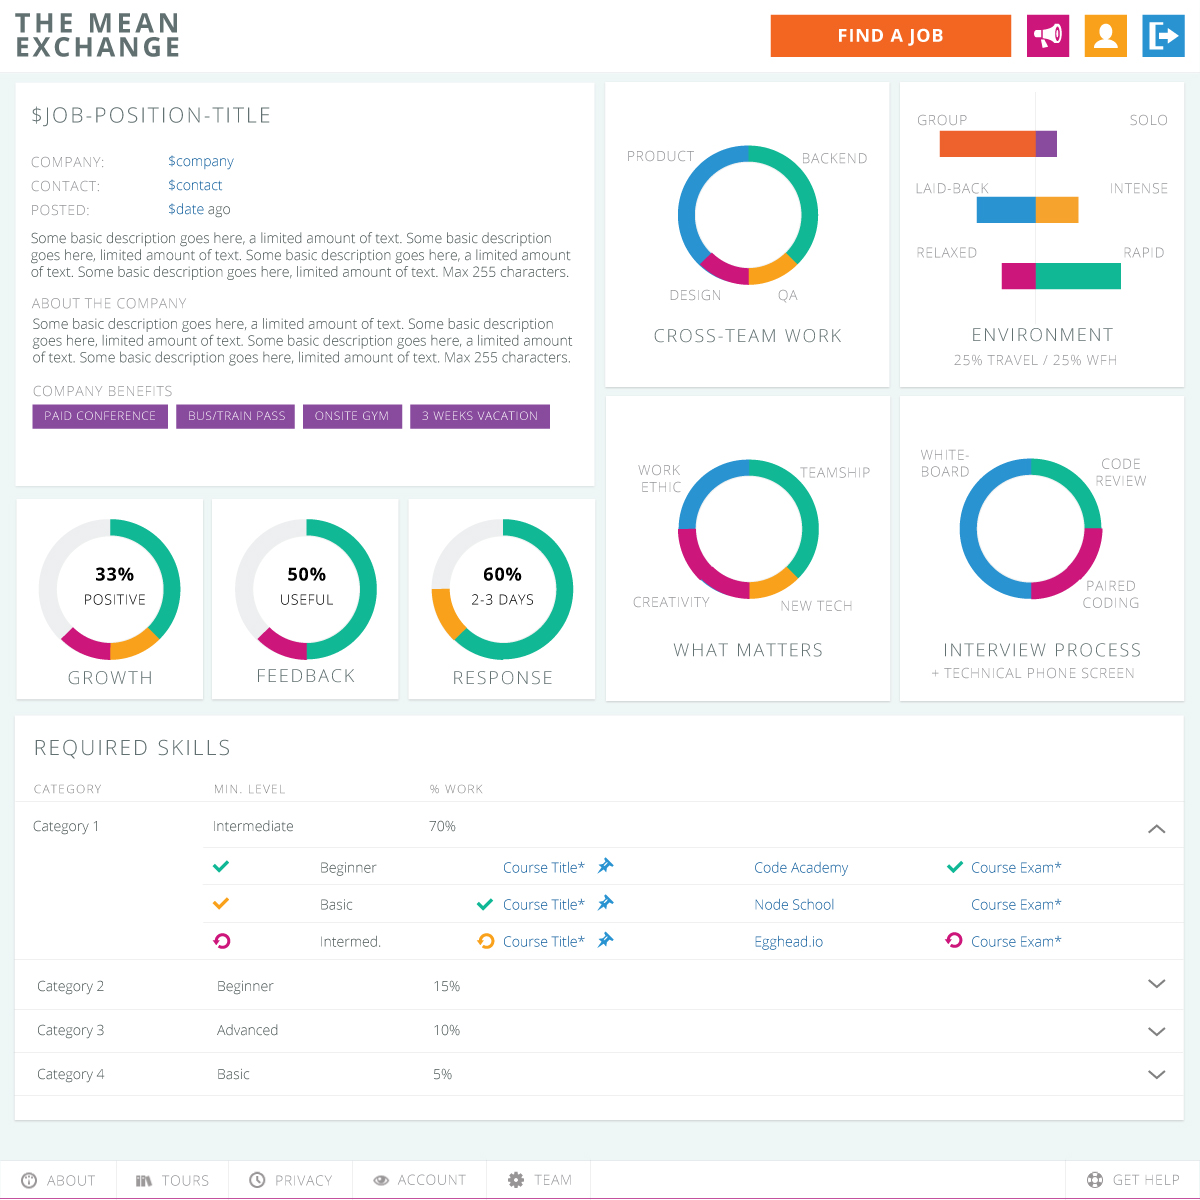 THE MEAN
EXCHANGE
FIND A JOB
$JOB-POSITION-TITLE
COMPANY: $company
CONTACT: $contact
POSTED: $date ago
Some basic description goes here, a limited amount of text. Some basic description
goes here, limited amount of text. Some basic description goes here, a limited amount
of text. Some basic description goes here, limited amount of text. Max 255 characters.
ABOUT THE COMPANY
Some basic description goes here, a limited amount of text. Some basic description
goes here, limited amount of text. Some basic description goes here, a limited amount
of text. Some basic description goes here, limited amount of text. Max 255 characters.
COMPANY BENEFITS
PAID CONFERENCE BUS/TRAIN PASS ONSITE GYM 3 WEEKS VACATION
PRODUCT BACKEND
DESIGN QA
CROSS-TEAM WORK
GROUP SOLO
LAID-BACK INTENSE
RELAXED RAPID
ENVIRONMENT
25% TRAVEL / 25% WFH
33%
POSITIVE
GROWTH
50%
USEFUL
FEEDBACK
60%
2-3 DAYS
RESPONSE
WORK
ETHIC
TEAMSHIP
CREATIVITY NEW TECH
WHAT MATTERS
WHITE-
BOARD
CODE
REVIEW
PAIRED
CODING
INTERVIEW PROCESS
+ TECHNICAL PHONE SCREEN
REQUIRED SKILLS
CATEGORY MIN. LEVEL % WORK
Category 1 Intermediate 70%
Beginner Course Title* Code Academy Course Exam*
Basic Course Title* Node School Course Exam*
Intermed. Course Title* Egghead.io Course Exam*
Category 2 Beginner 15%
Category 3 Advanced 10%
Category 4 Basic 5%
ABOUT TOURS PRIVACY ACCOUNT TEAM GET HELP